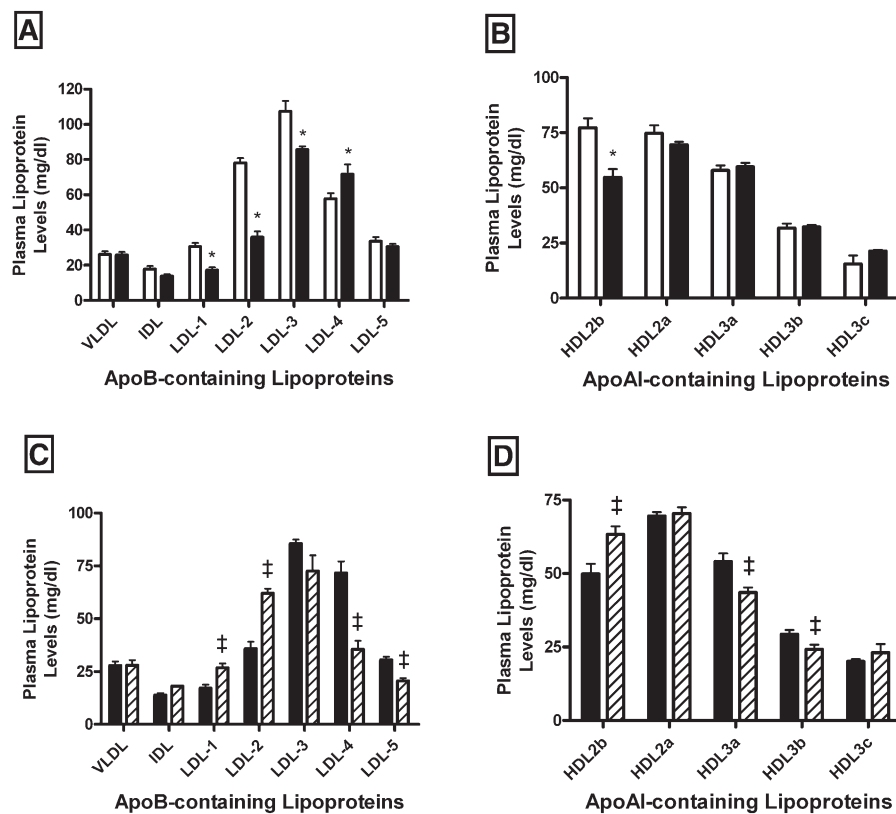 A
120
100
80
60
40
20
0
Plasma Lipoprotein
Levels (mg/dl)
*
*
*
*
VLDL
IDL
LDL-1
LDL-2
LDL-3
LDL-4
LDL-5
ApoB-containing Lipoproteins
B
100
75
50
25
0
Plasma Lipoprotein
Levels (mg/dl)
*
HDL2b
HDL2a
HDL3a
HDL3b
HDL3c
ApoAI-containing Lipoproteins
C
100
75
50
25
0
Plasma Lipoprotein
Levels (mg/dl)
‡
‡
‡
‡
VLDL
IDL
LDL-1
LDL-2
LDL-3
LDL-4
LDL-5
ApoB-containing Lipoproteins
D
75
50
25
0
Plasma Lipoprotein
Levels (mg/dl)
‡
‡
‡
HDL2b
HDL2a
HDL3a
HDL3b
HDL3c
ApoAI-containing Lipoproteins